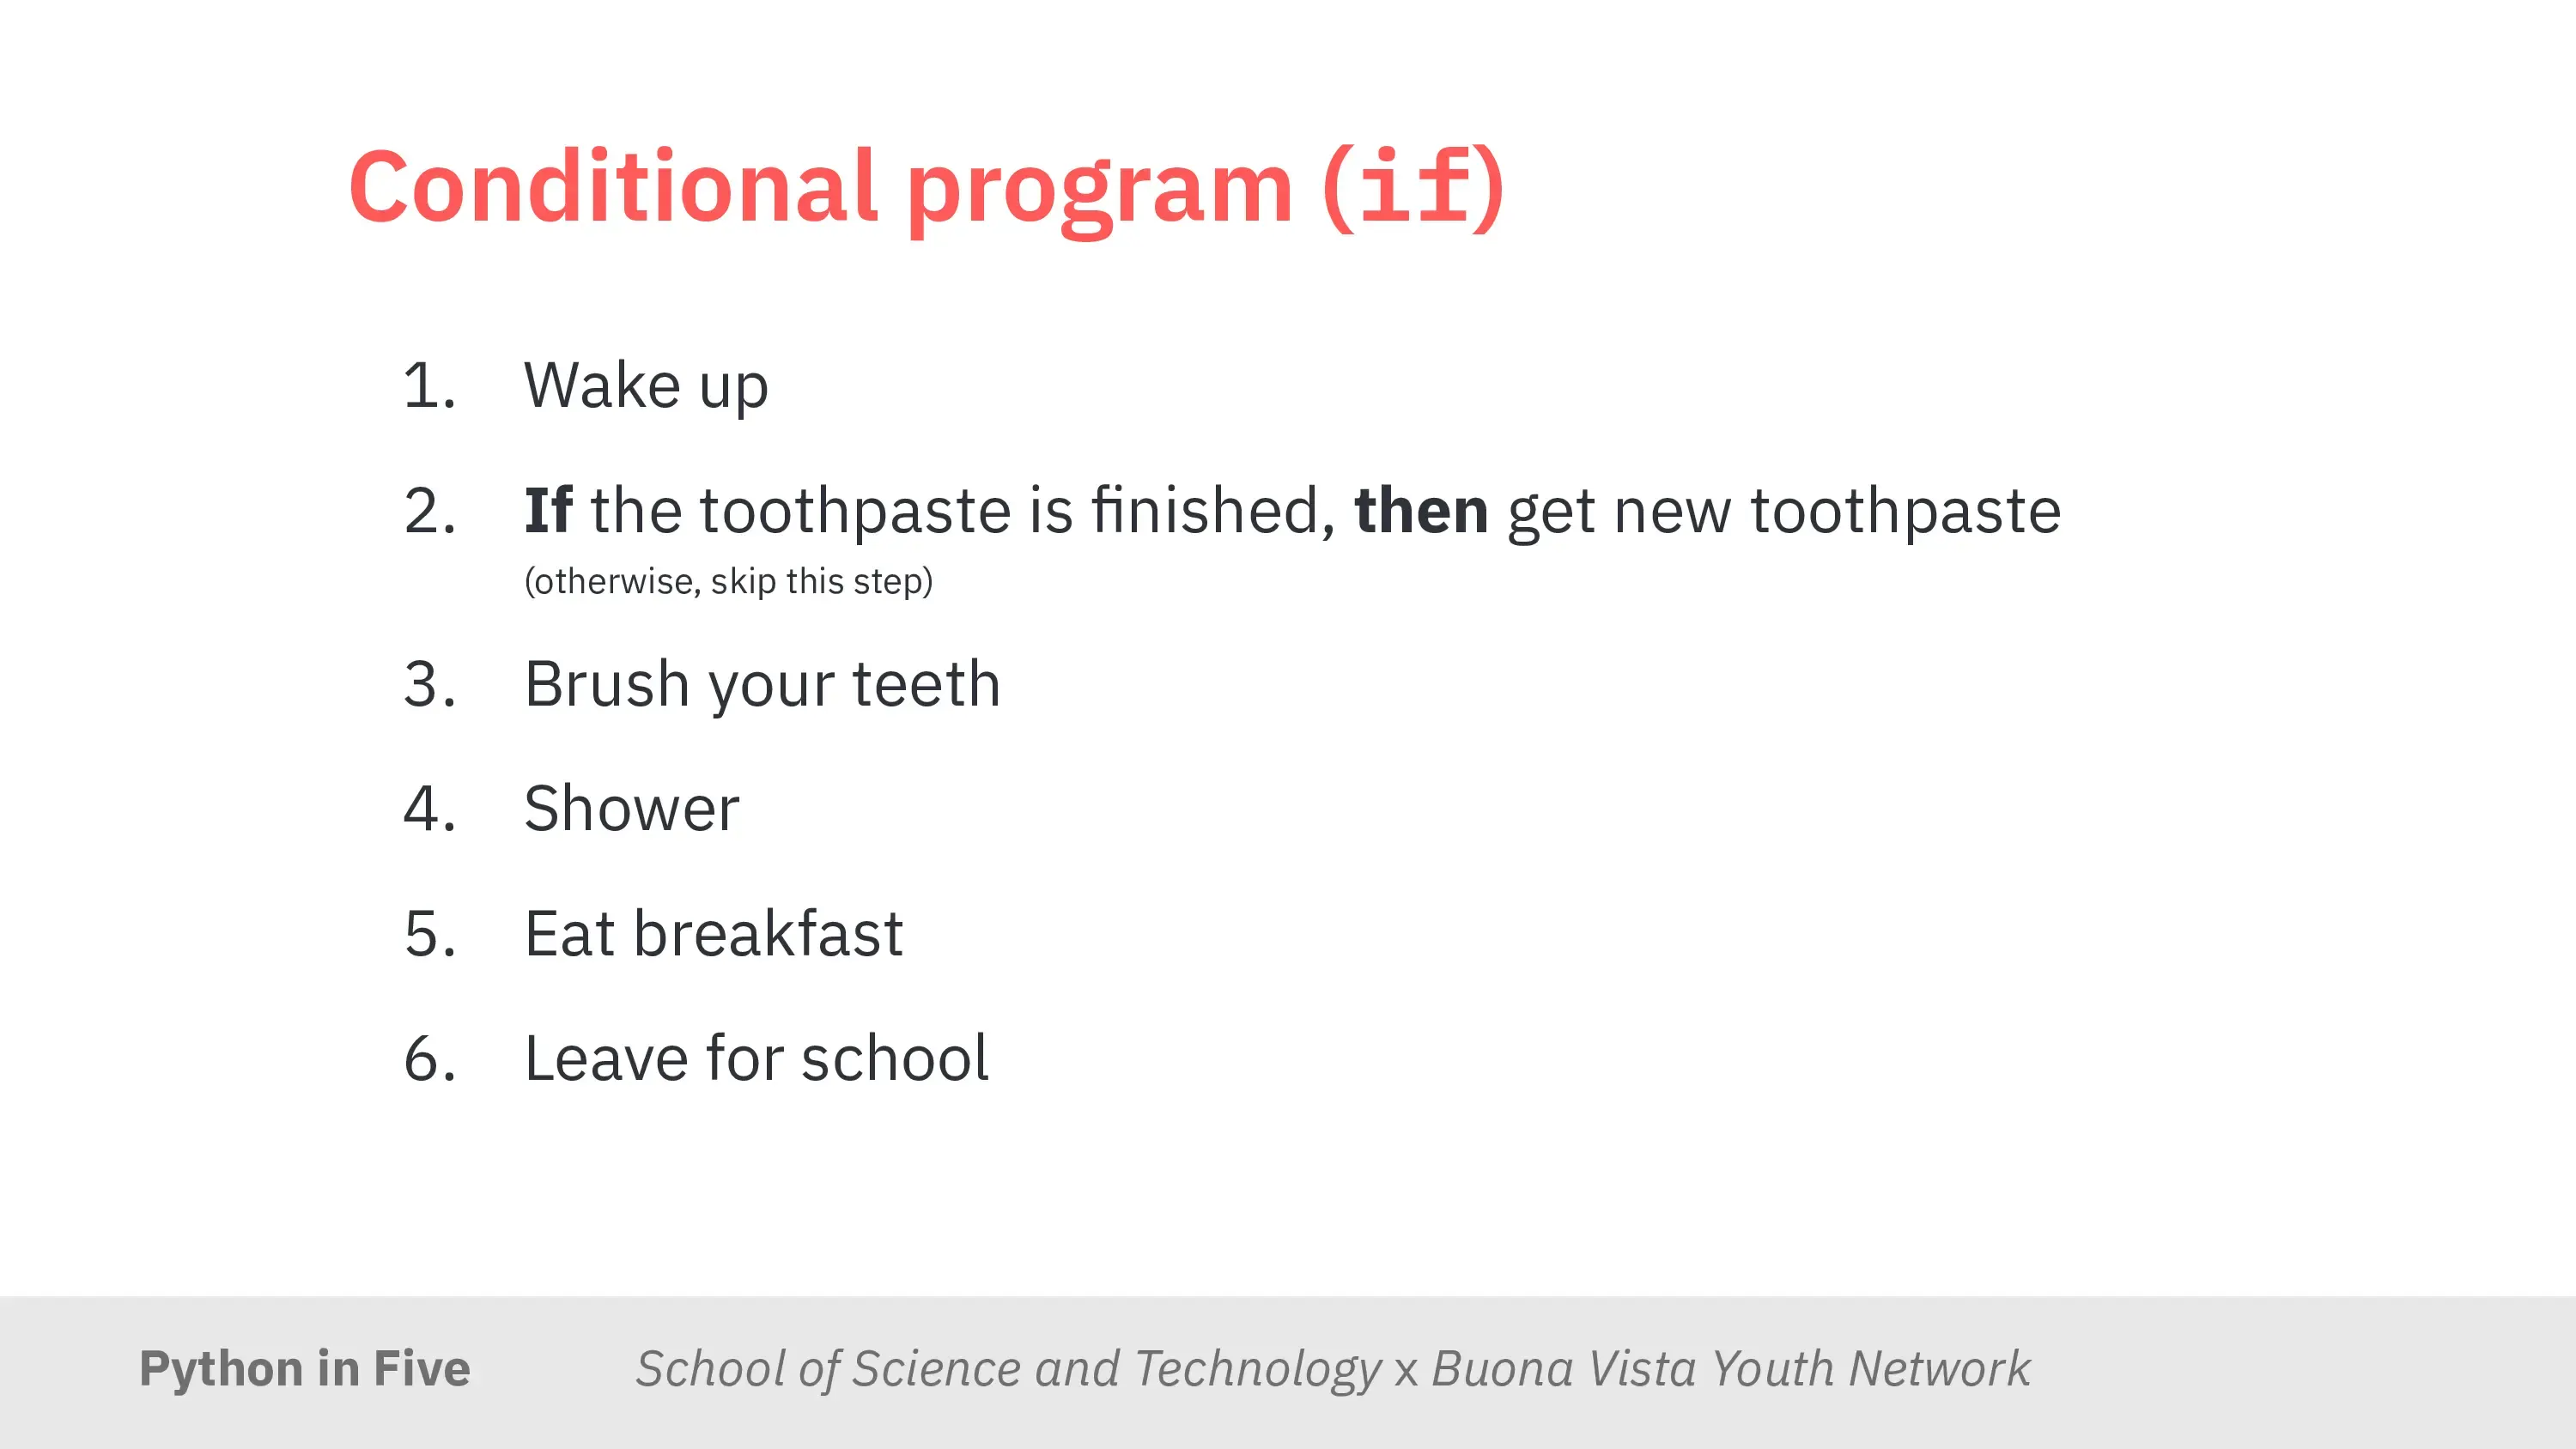 Conditional program (if)
1. Wake up
2. If the toothpaste is finished, then get new toothpaste
(otherwise, skip this step)
3. Brush your teeth
4. Shower
5. Eat breakfast
6. Leave for school
Python in Five School of Science and Technology x Buona Vista Youth Network